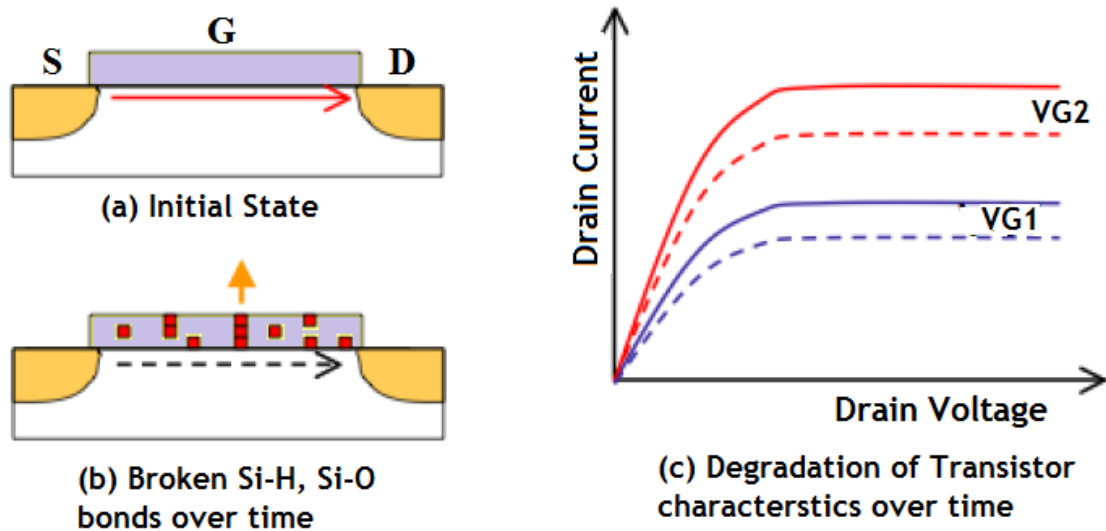 G
S
D
(a) Initial State
(b) Broken Si-H, Si-O
bonds over time
Drain Current
VG2
VG1
Drain Voltage
(c) Degradation of Transistor
characterstics over time